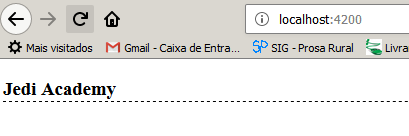 localhost:4200
Mais visitados Gmail - Caixa de Entra... SIG - Prosa Rural Livra
Jedi Academy